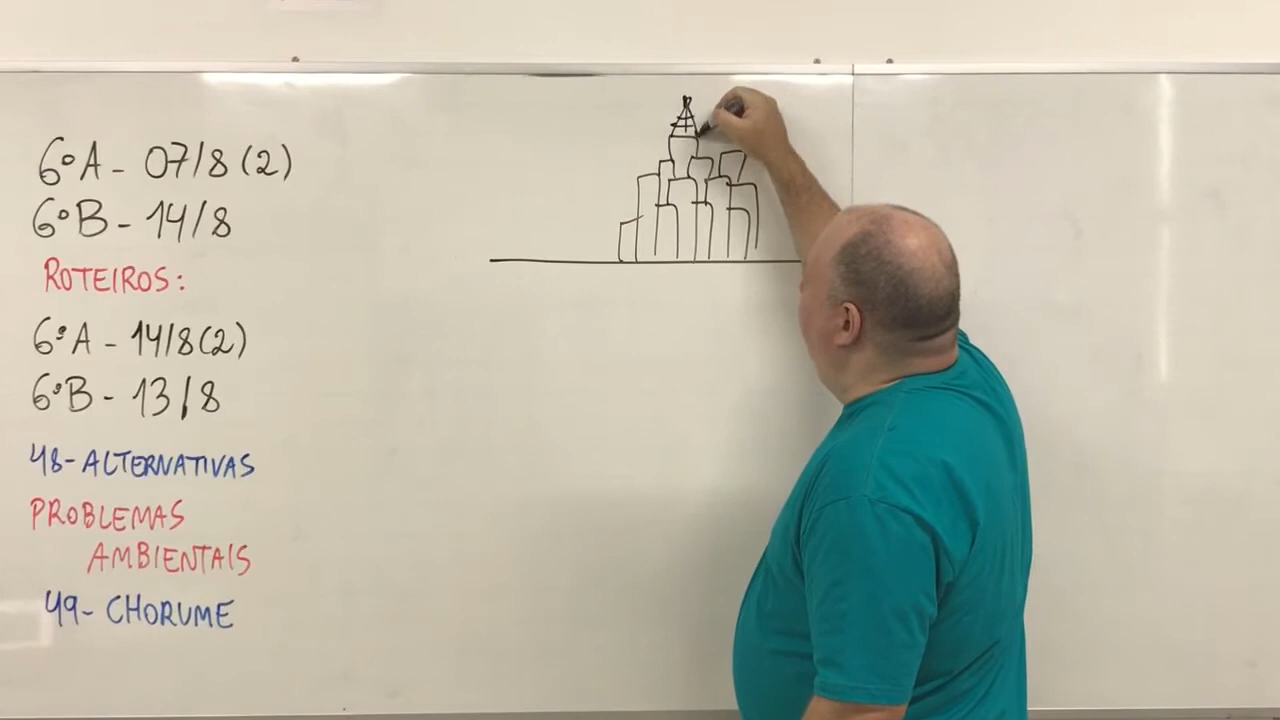 6ºA - 07/8 (2)
6ºB - 14/8
ROTEIROS:
6ºA - 14/8 (2)
6ºB - 13/8
48- ALTERNATIVAS
PROBLEMAS
AMBIENTAIS
49- CHORUME